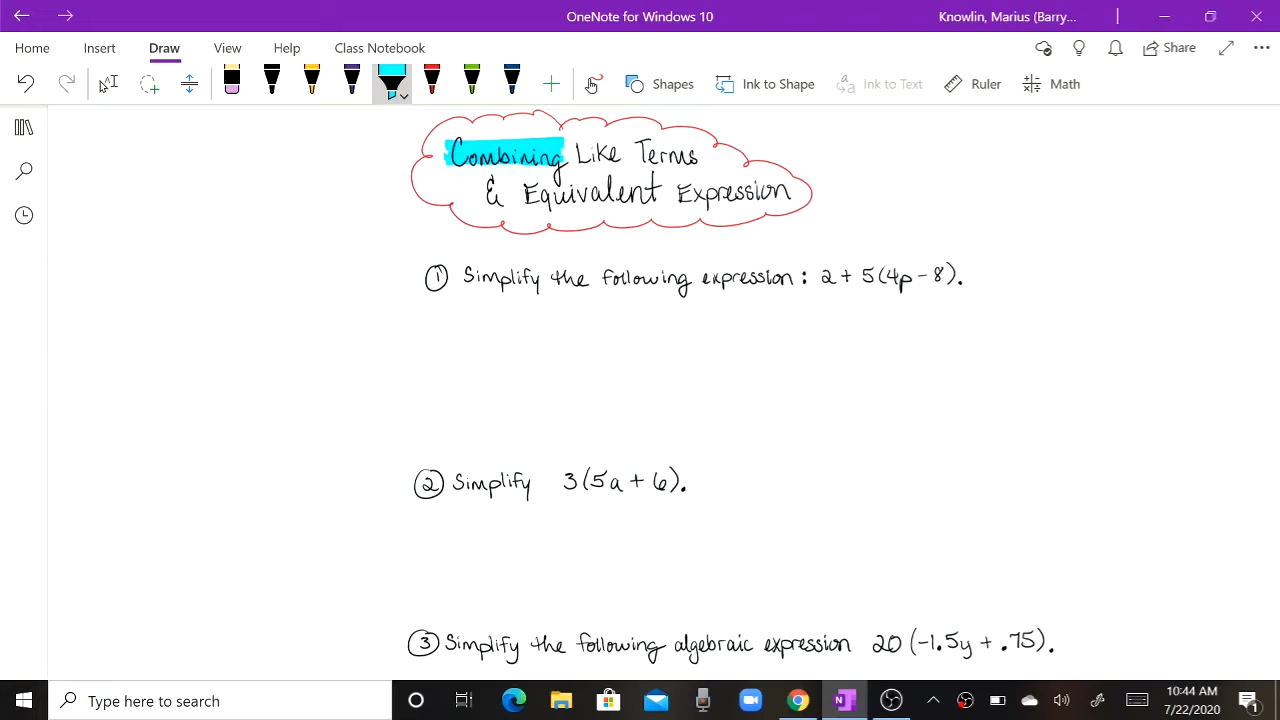 OneNote for Windows 10
Knowlin, Marius (Barry...
Home Insert Draw View Help Class Notebook
Share
Shapes Ink to Shape Ink to Text Ruler Math
Combining Like Terms
& Equivalent Expression
① Simplify the following expression: 2 + 5(4p - 8).
② Simplify 3(5a + 6).
③ Simplify the following algebraic expression 20(-1.5y + .75).
Type here to search
10:44 AM
7/22/2020
1